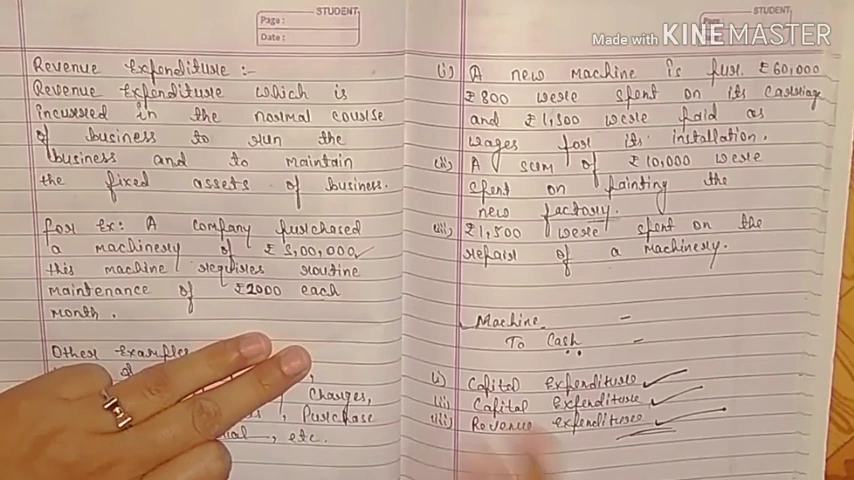 STUDENT
Page:
Date:
Revenue Expenditure :-
Revenue Expenditure which is
incurred in the normal course
of business to run the
business and to maintain
the fixed assets of business.
For Ex: A company purchased
a machinery of ₹ 5,00,000
this machine requires routine
maintenance of ₹2000 each
month.
Other Examples
Charges,
, Purchase
, etc.
STUDENT
Made with KINEMASTER
(i) A new machine is pur. ₹60,000
₹800 were spent on its carriage
and ₹1,500 were paid as
wages for its installation.
(ii) A sum of ₹10,000 were
spent on painting the
new factory.
(iii) ₹1,500 were spent on the
repair of a machinery.
Machine –
To Cash –
(i) Capital Expenditure
(ii) Capital Expenditure
(iii) Revenue Expenditures